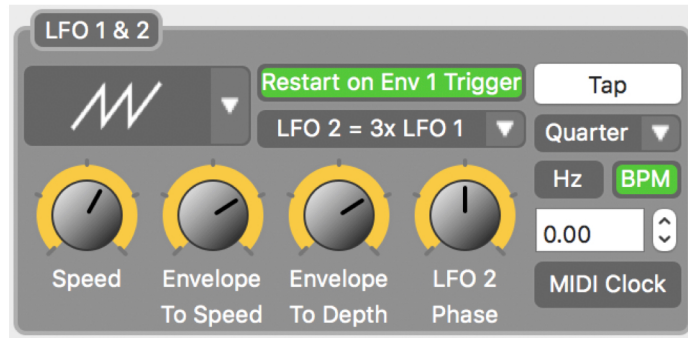 LFO 1 & 2
Restart on Env 1 Trigger
Tap
LFO 2 = 3x LFO 1
Quarter
Hz
BPM
0.00
MIDI Clock
Speed
Envelope
To Speed
Envelope
To Depth
LFO 2
Phase